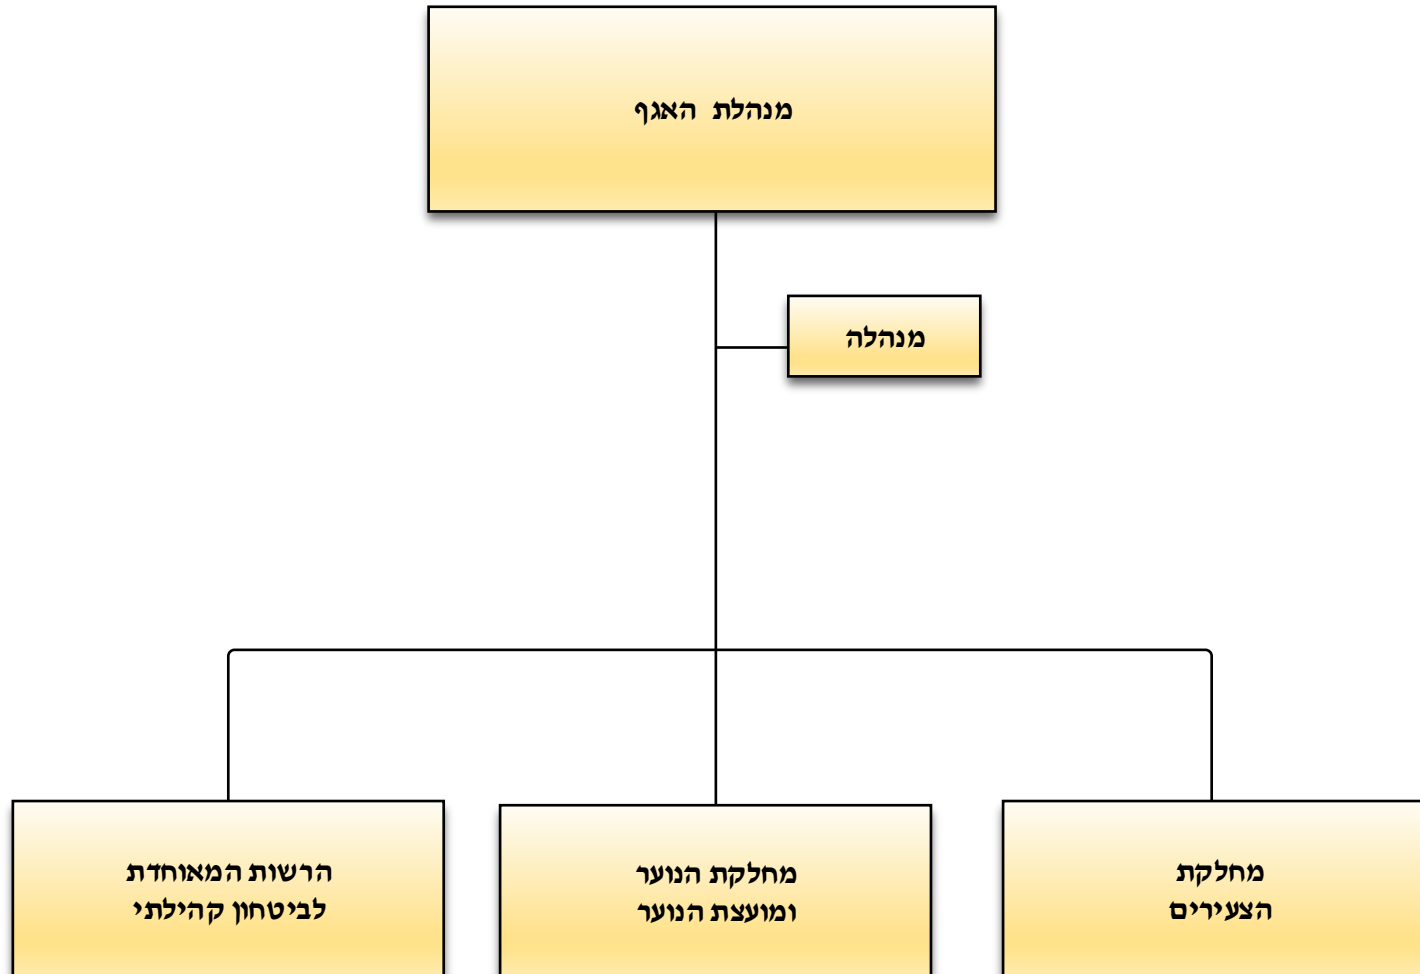 מנהלת האגף
מנהלה
מחלקת
הצעירים
מחלקת הנוער
ומועצת הנוער
הרשות המאוחדת
לביטחון קהילתי